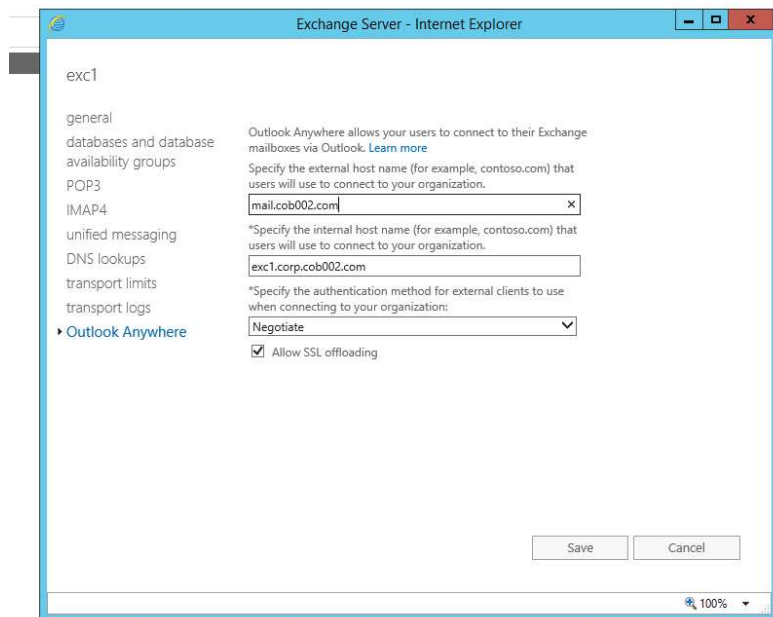 Exchange Server - Internet Explorer
exc1
general
databases and database
availability groups
POP3
IMAP4
unified messaging
DNS lookups
transport limits
transport logs
Outlook Anywhere
Outlook Anywhere allows your users to connect to their Exchange
mailboxes via Outlook. Learn more
Specify the external host name (for example, contoso.com) that
users will use to connect to your organization.
mail.cob002.com
*Specify the internal host name (for example, contoso.com) that
users will use to connect to your organization.
exc1.corp.cob002.com
*Specify the authentication method for external clients to use
when connecting to your organization:
Negotiate
Allow SSL offloading
Save Cancel
100%